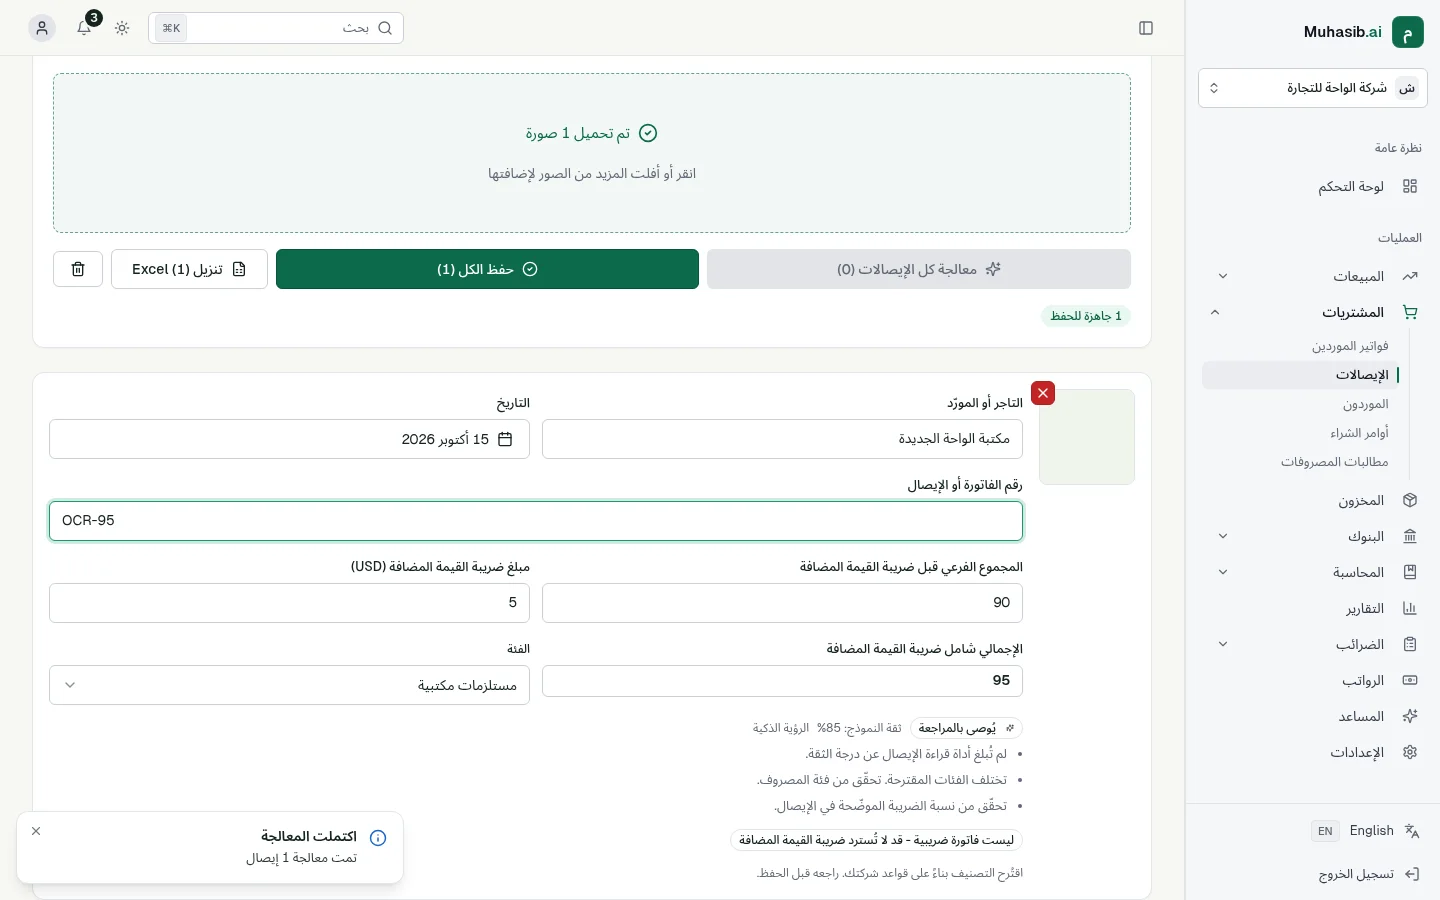 Muhasib.ai
م
ش
شركة الواحة للتجارة
نظرة عامة
لوحة التحكم
العمليات
المبيعات
المشتريات
فواتير الموردين
الإيصالات
الموردون
أوامر الشراء
مطالبات المصروفات
المخزون
البنوك
المحاسبة
التقارير
الضرائب
الرواتب
المساعد
الإعدادات
English EN
تسجيل الخروج
بحث
⌘K
3
تم تحميل 1 صورة
انقر أو أفلت المزيد من الصور لإضافتها
معالجة كل الإيصالات (0)
حفظ الكل (1)
تنزيل Excel (1)
1 جاهزة للحفظ
التاجر أو المورّد
مكتبة الواحة الجديدة
التاريخ
15 أكتوبر 2026
رقم الفاتورة أو الإيصال
OCR-95
المجموع الفرعي قبل ضريبة القيمة المضافة
90
مبلغ ضريبة القيمة المضافة (USD)
5
الإجمالي شامل ضريبة القيمة المضافة
95
الفئة
مستلزمات مكتبية
يُوصى بالمراجعة ثقة النموذج: 85% الرؤية الذكية
• لم تُبلغ أداة قراءة الإيصال عن درجة الثقة.
• تختلف الفئات المقترحة. تحقّق من فئة المصروف.
• تحقّق من نسبة الضريبة الموضّحة في الإيصال.
ليست فاتورة ضريبية - قد لا تُسترد ضريبة القيمة المضافة
اقتُرح التصنيف بناءً على قواعد شركتك. راجعه قبل الحفظ.
اكتملت المعالجة
تمت معالجة 1 إيصال